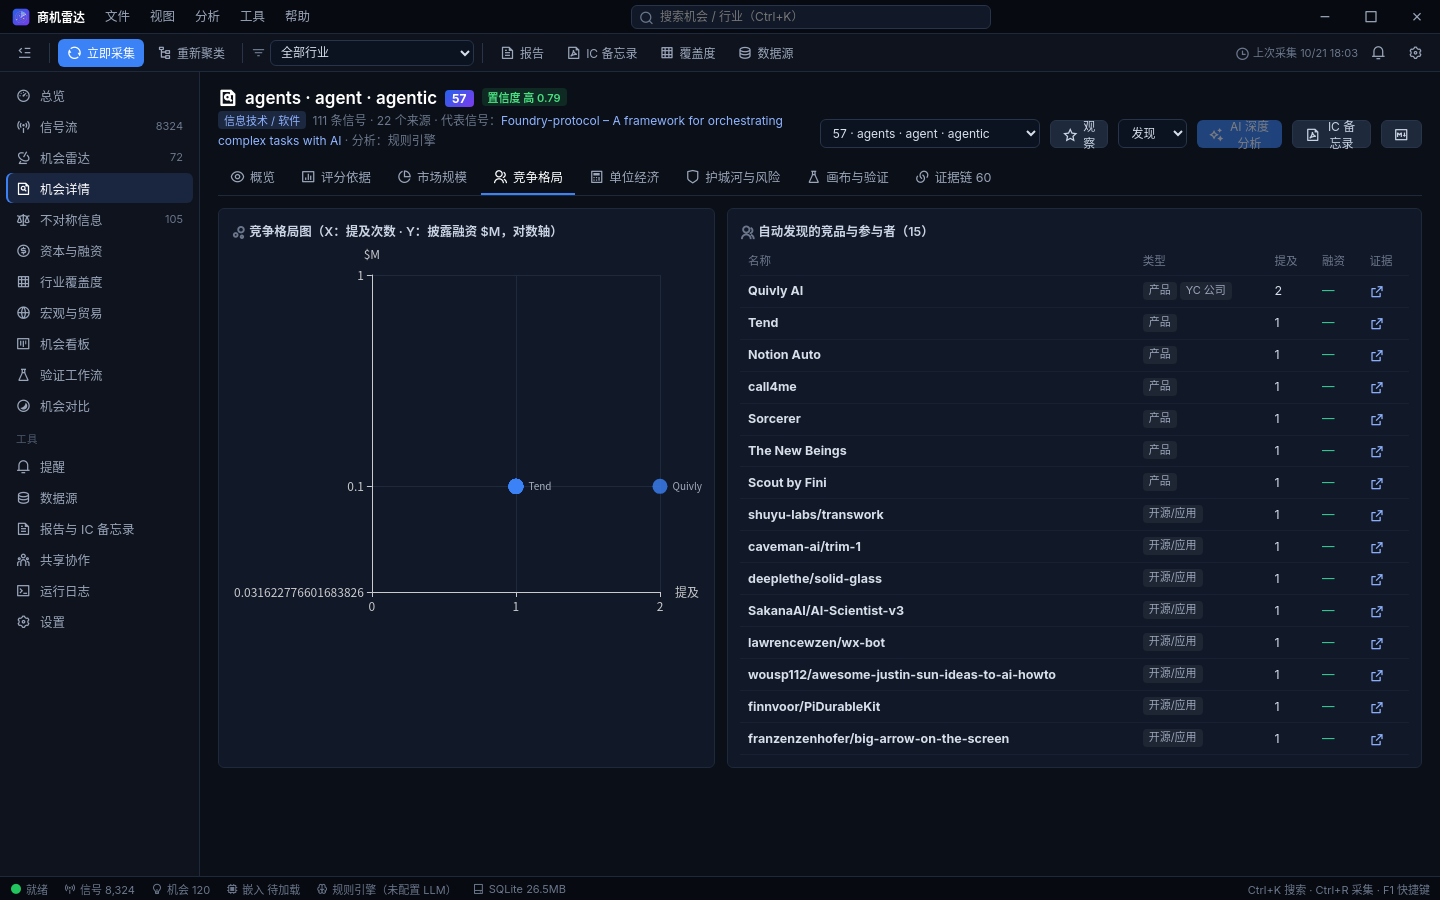 商机雷达 文件 视图 分析 工具 帮助 搜索机会 / 行业（Ctrl+K）
立即采集 重新聚类 全部行业 报告 IC 备忘录 覆盖度 数据源 上次采集 10/21 18:03
总览
信号流 8324
机会雷达 72
机会详情
不对称信息 105
资本与融资
行业覆盖度
宏观与贸易
机会看板
验证工作流
机会对比
工具
提醒
数据源
报告与 IC 备忘录
共享协作
运行日志
设置
agents · agent · agentic 57 置信度 高 0.79
信息技术 / 软件 111 条信号 · 22 个来源 · 代表信号：Foundry-protocol – A framework for orchestrating
complex tasks with AI · 分析：规则引擎
57 · agents · agent · agentic
观
察
发现
AI 深度
分析
IC 备
忘录
概览 评分依据 市场规模 竞争格局 单位经济 护城河与风险 画布与验证 证据链 60
竞争格局图（X：提及次数 · Y：披露融资 $M，对数轴）
$M
1
0.1
Tend
Quivly
0.031622776601683826
0 1 2
提及
自动发现的竞品与参与者（15）
名称 类型 提及 融资 证据
Quivly AI 产品 YC 公司 2 —
Tend 产品 1 —
Notion Auto 产品 1 —
call4me 产品 1 —
Sorcerer 产品 1 —
The New Beings 产品 1 —
Scout by Fini 产品 1 —
shuyu-labs/transwork 开源/应用 1 —
caveman-ai/trim-1 开源/应用 1 —
deeplethe/solid-glass 开源/应用 1 —
SakanaAI/AI-Scientist-v3 开源/应用 1 —
lawrencewzen/wx-bot 开源/应用 1 —
wousp112/awesome-justin-sun-ideas-to-ai-howto 开源/应用 1 —
finnvoor/PiDurableKit 开源/应用 1 —
franzenzenhofer/big-arrow-on-the-screen 开源/应用 1 —
就绪 信号 8,324 机会 120 嵌入 待加载 规则引擎（未配置 LLM） SQLite 26.5MB Ctrl+K 搜索 · Ctrl+R 采集 · F1 快捷键